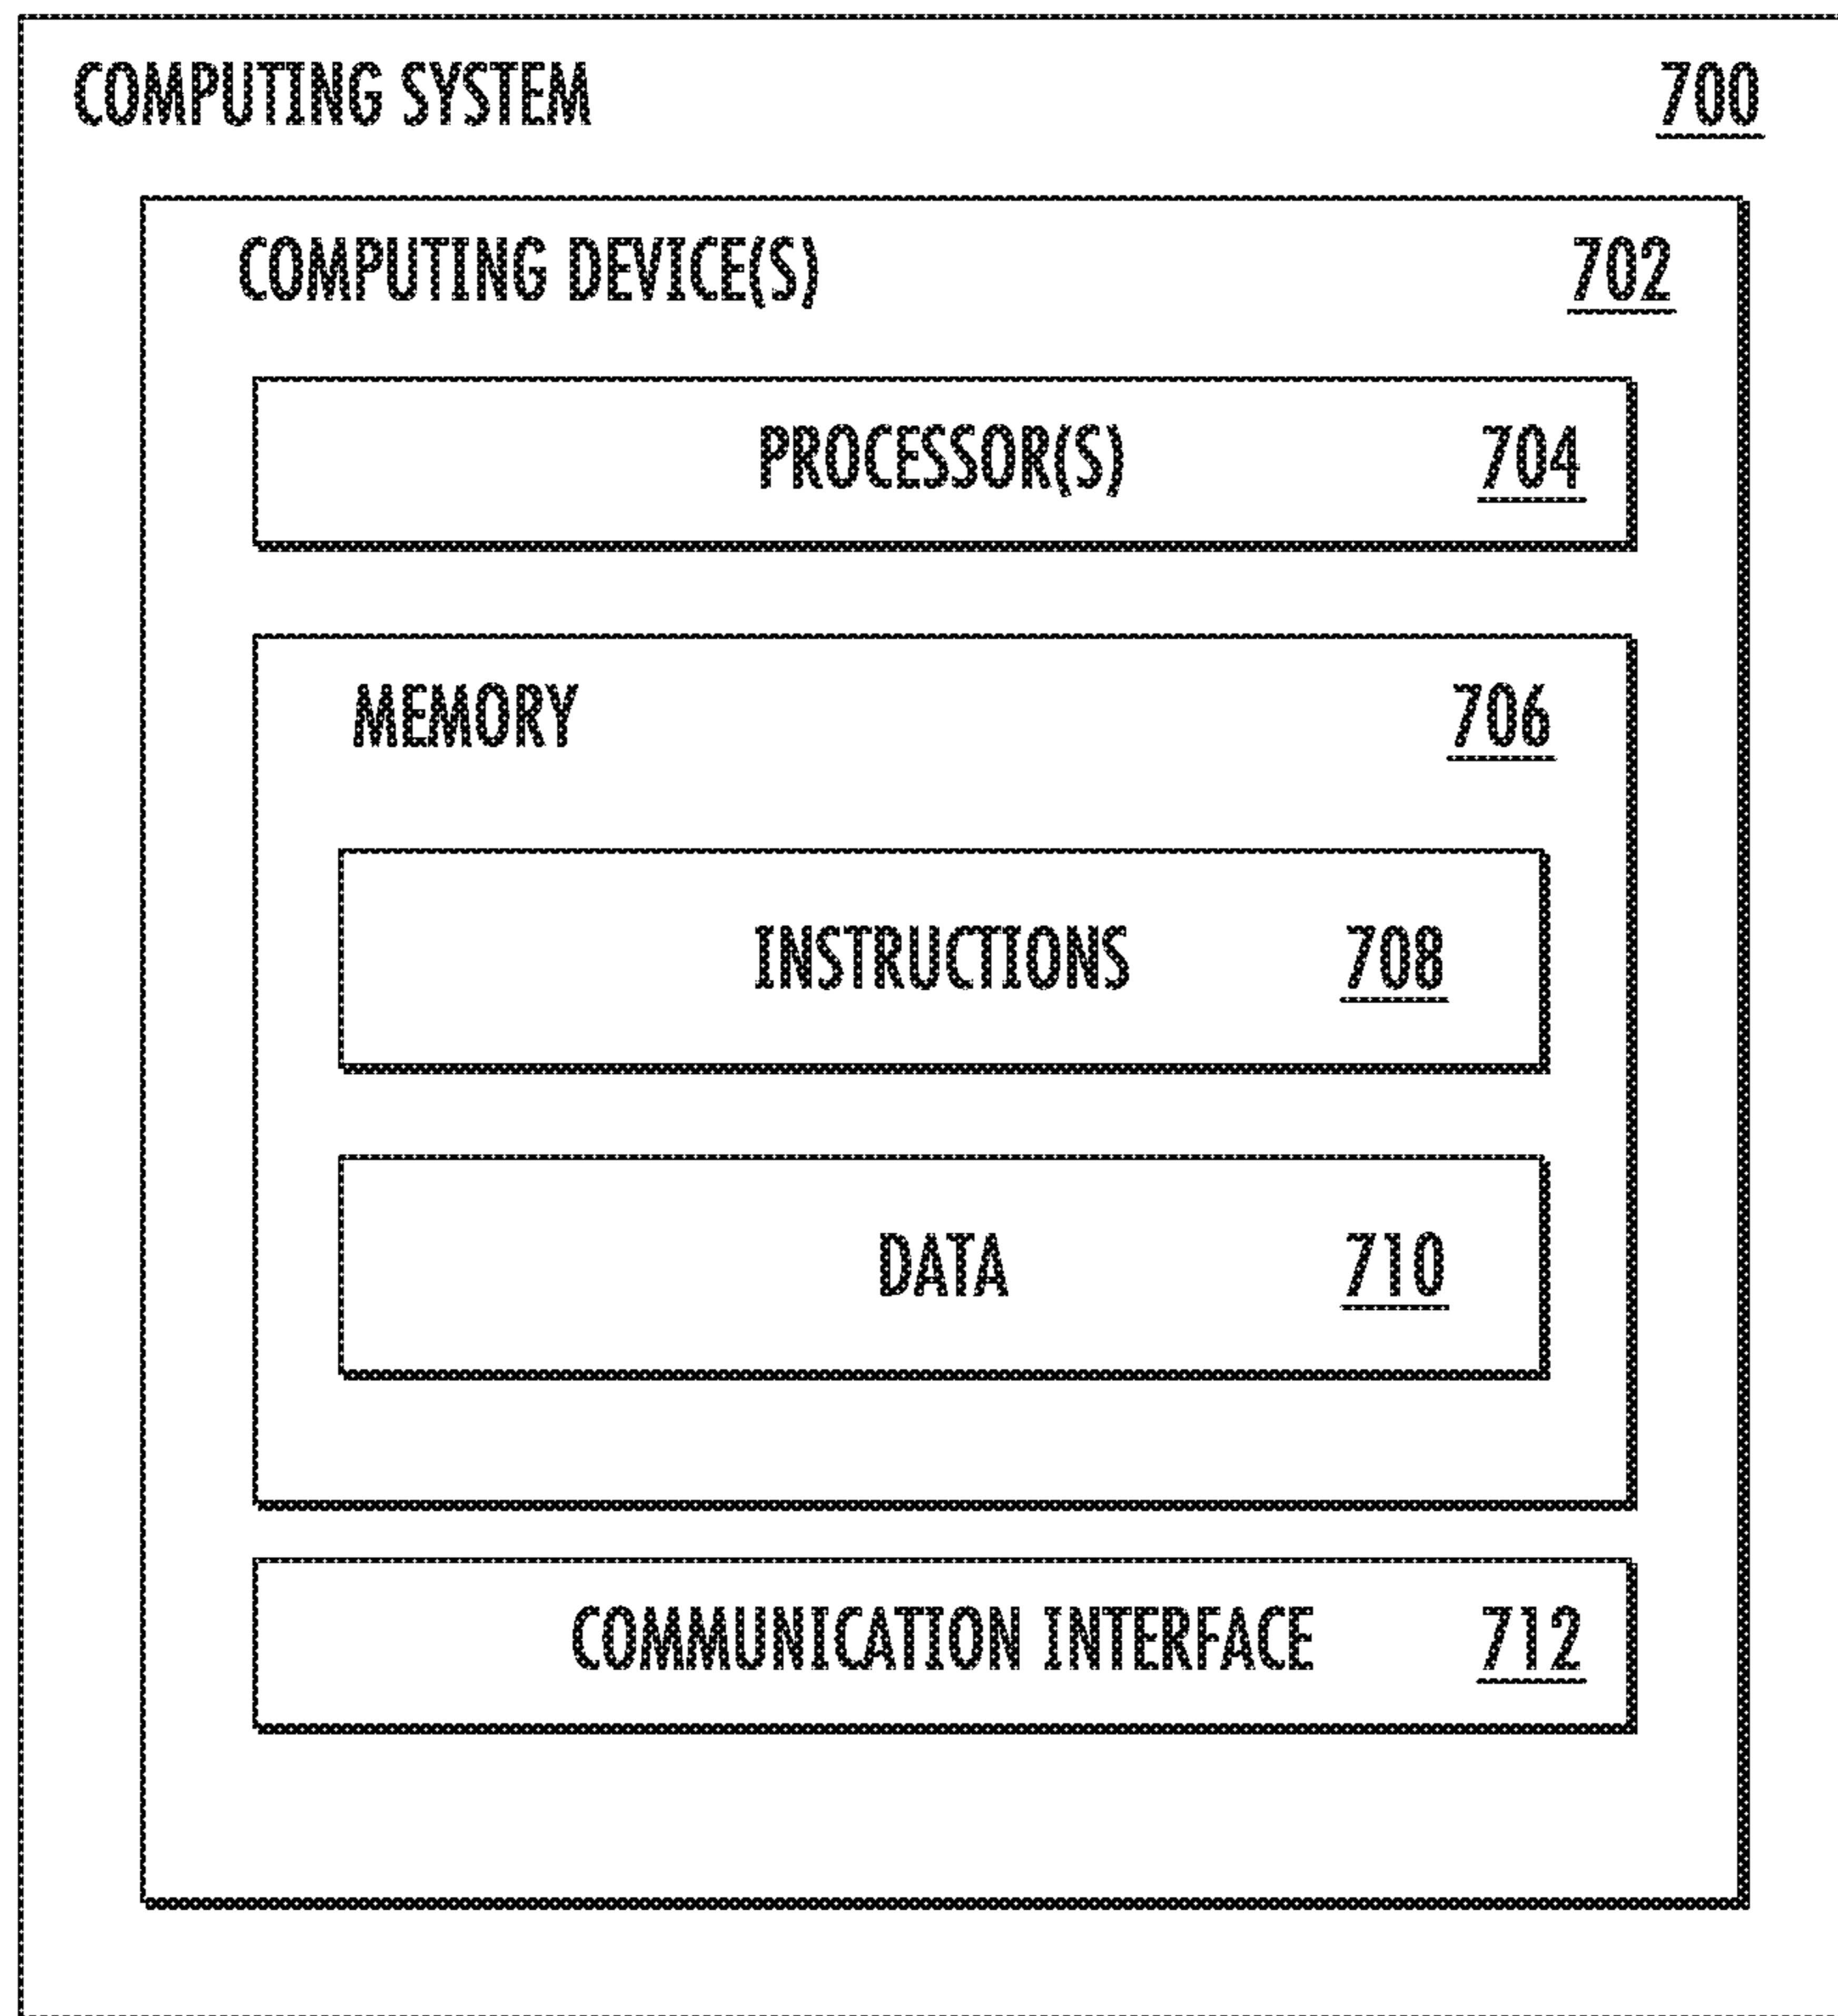 COMPUTING SYSTEM 700
COMPUTING DEVICE(S) 702
PROCESSOR(S) 704
MEMORY 706
INSTRUCTIONS 708
DATA 710
COMMUNICATION INTERFACE 712